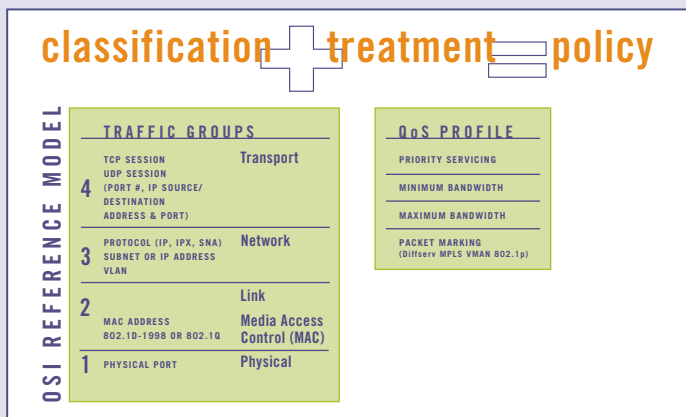 classification + treatment = policy
OSI REFERENCE MODEL
TRAFFIC GROUPS
4
TCP SESSION
UDP SESSION
(PORT #, IP SOURCE/
DESTINATION
ADDRESS & PORT)
Transport
3
PROTOCOL (IP, IPX, SNA)
SUBNET OR IP ADDRESS
VLAN
Network
2
Link
MAC ADDRESS
802.1D-1998 OR 802.1Q
Media Access
Control (MAC)
1
PHYSICAL PORT
Physical
QoS PROFILE
PRIORITY SERVICING
MINIMUM BANDWIDTH
MAXIMUM BANDWIDTH
PACKET MARKING
(Diffserv MPLS VMAN 802.1p)